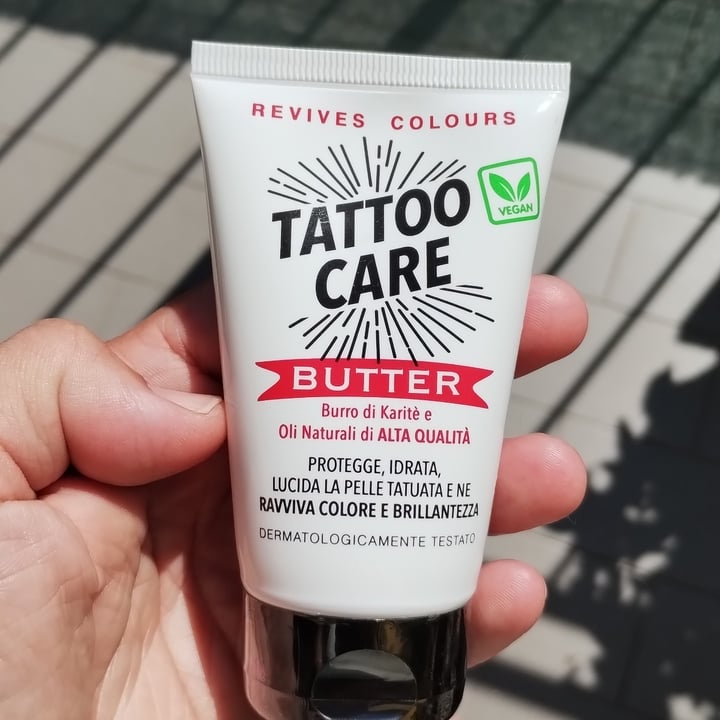 REVIVES COLOURS
VEGAN
TATTOO
CARE
BUTTER
Burro di Karitè e
Oli Naturali di ALTA QUALITÀ
PROTEGGE, IDRATA,
LUCIDA LA PELLE TATUATA E NE
RAVVIVA COLORE E BRILLANTEZZA
DERMATOLOGICAMENTE TESTATO